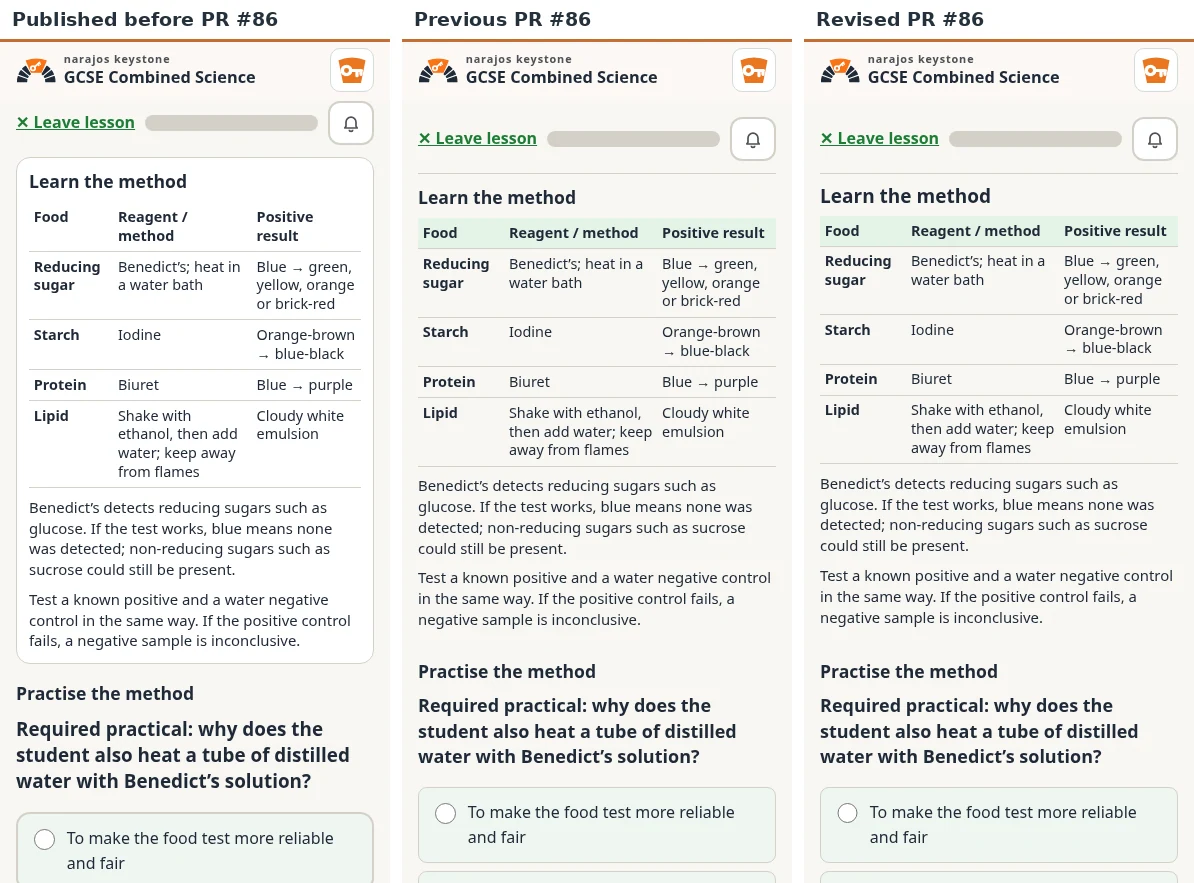 Published before PR #86
narajos keystone
GCSE Combined Science
✕ Leave lesson
Learn the method
Food Reagent / method Positive result
Reducing sugar Benedict’s; heat in a water bath Blue → green, yellow, orange or brick-red
Starch Iodine Orange-brown → blue-black
Protein Biuret Blue → purple
Lipid Shake with ethanol, then add water; keep away from flames Cloudy white emulsion
Benedict’s detects reducing sugars such as
glucose. If the test works, blue means none
was detected; non-reducing sugars such as
sucrose could still be present.
Test a known positive and a water negative
control in the same way. If the positive control
fails, a negative sample is inconclusive.
Practise the method
Required practical: why does the
student also heat a tube of distilled
water with Benedict’s solution?
To make the food test more reliable
and fair
Previous PR #86
narajos keystone
GCSE Combined Science
✕ Leave lesson
Learn the method
Food Reagent / method Positive result
Reducing sugar Benedict’s; heat in a water bath Blue → green, yellow, orange or brick-red
Starch Iodine Orange-brown → blue-black
Protein Biuret Blue → purple
Lipid Shake with ethanol, then add water; keep away from flames Cloudy white emulsion
Benedict’s detects reducing sugars such as
glucose. If the test works, blue means none was
detected; non-reducing sugars such as sucrose
could still be present.
Test a known positive and a water negative control
in the same way. If the positive control fails, a
negative sample is inconclusive.
Practise the method
Required practical: why does the
student also heat a tube of distilled
water with Benedict’s solution?
To make the food test more reliable
and fair
Revised PR #86
narajos keystone
GCSE Combined Science
✕ Leave lesson
Learn the method
Food Reagent / method Positive result
Reducing sugar Benedict’s; heat in a water bath Blue → green, yellow, orange or brick-red
Starch Iodine Orange-brown → blue-black
Protein Biuret Blue → purple
Lipid Shake with ethanol, then add water; keep away from flames Cloudy white emulsion
Benedict’s detects reducing sugars such as
glucose. If the test works, blue means none was
detected; non-reducing sugars such as sucrose
could still be present.
Test a known positive and a water negative control
in the same way. If the positive control fails, a
negative sample is inconclusive.
Practise the method
Required practical: why does the
student also heat a tube of distilled
water with Benedict’s solution?
To make the food test more reliable
and fair